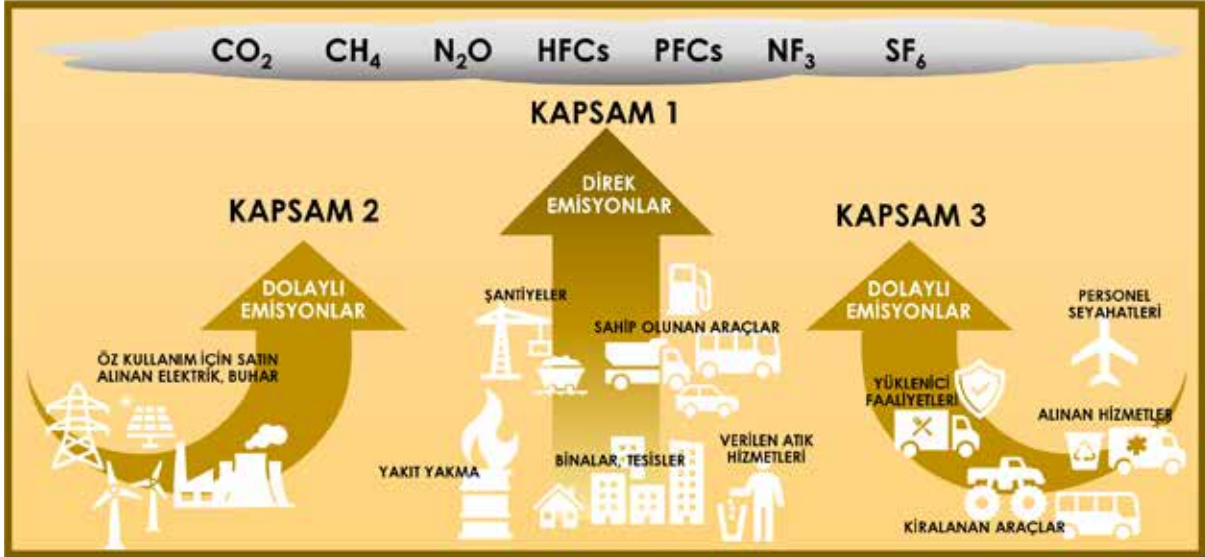 CO₂ CH₄ N₂O HFCs PFCs NF₃ SF₆
KAPSAM 1
DİREK
EMİSYONLAR
KAPSAM 2
DOLAYLI
EMİSYONLAR
ÖZ KULLANIM İÇİN SATIN
ALINAN ELEKTRİK, BUHAR
ŞANTİYELER
SAHİP OLUNAN ARAÇLAR
YAKIT YAKMA
BİNALAR, TESİSLER
VERİLEN ATIK
HİZMETLERİ
KAPSAM 3
DOLAYLI
EMİSYONLAR
PERSONEL
SEYAHATLERİ
YÜKLENİCİ
FAALİYETLERİ
ALINAN HİZMETLER
KİRALANAN ARAÇLAR